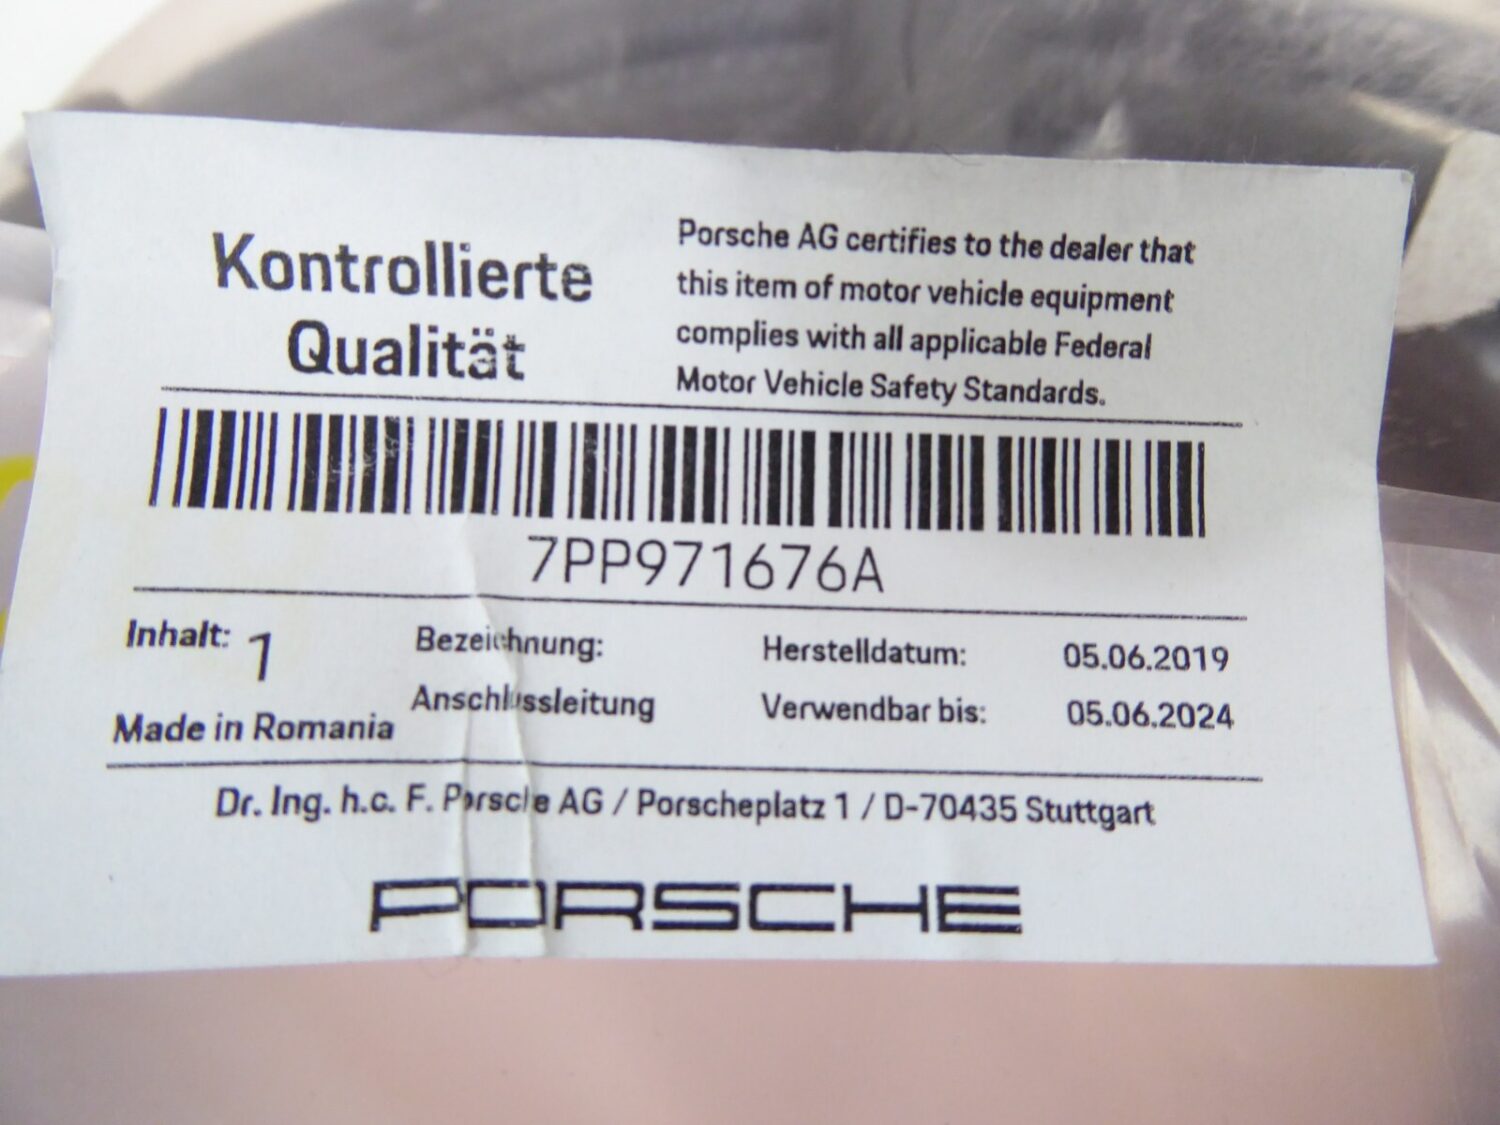 Kontrollierte
Qualität
Porsche AG certifies to the dealer that
this item of motor vehicle equipment
complies with all applicable Federal
Motor Vehicle Safety Standards.
7PP971676A
Inhalt: 1
Made in Romania
Bezeichnung:
Anschlussleitung
Herstelldatum: 05.06.2019
Verwendbar bis: 05.06.2024
Dr. Ing. h.c. F. Porsche AG / Porscheplatz 1 / D-70435 Stuttgart
PORSCHE